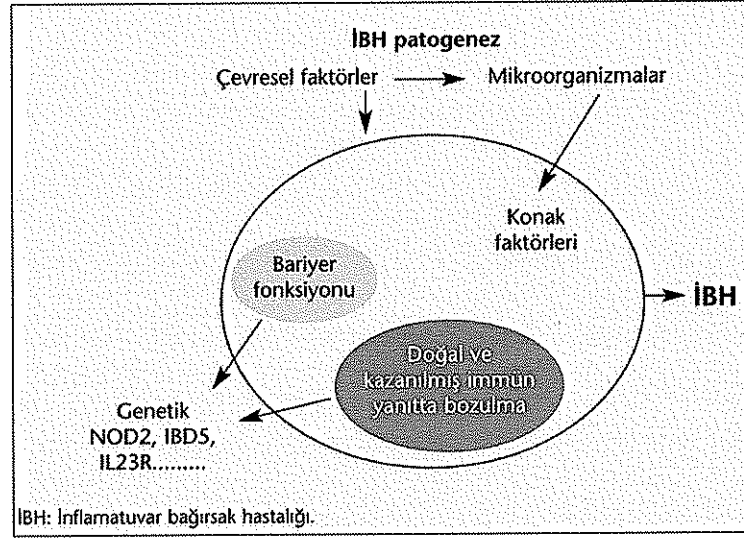 İBH patogenez
Çevresel faktörler
Mikroorganizmalar
Konak
faktörleri
Bariyer
fonksiyonu
İBH
Doğal ve
kazanılmış immün
yanıtta bozulma
Genetik
NOD2, IBD5,
IL23R.........
İBH: İnflamatuvar bağırsak hastalığı.